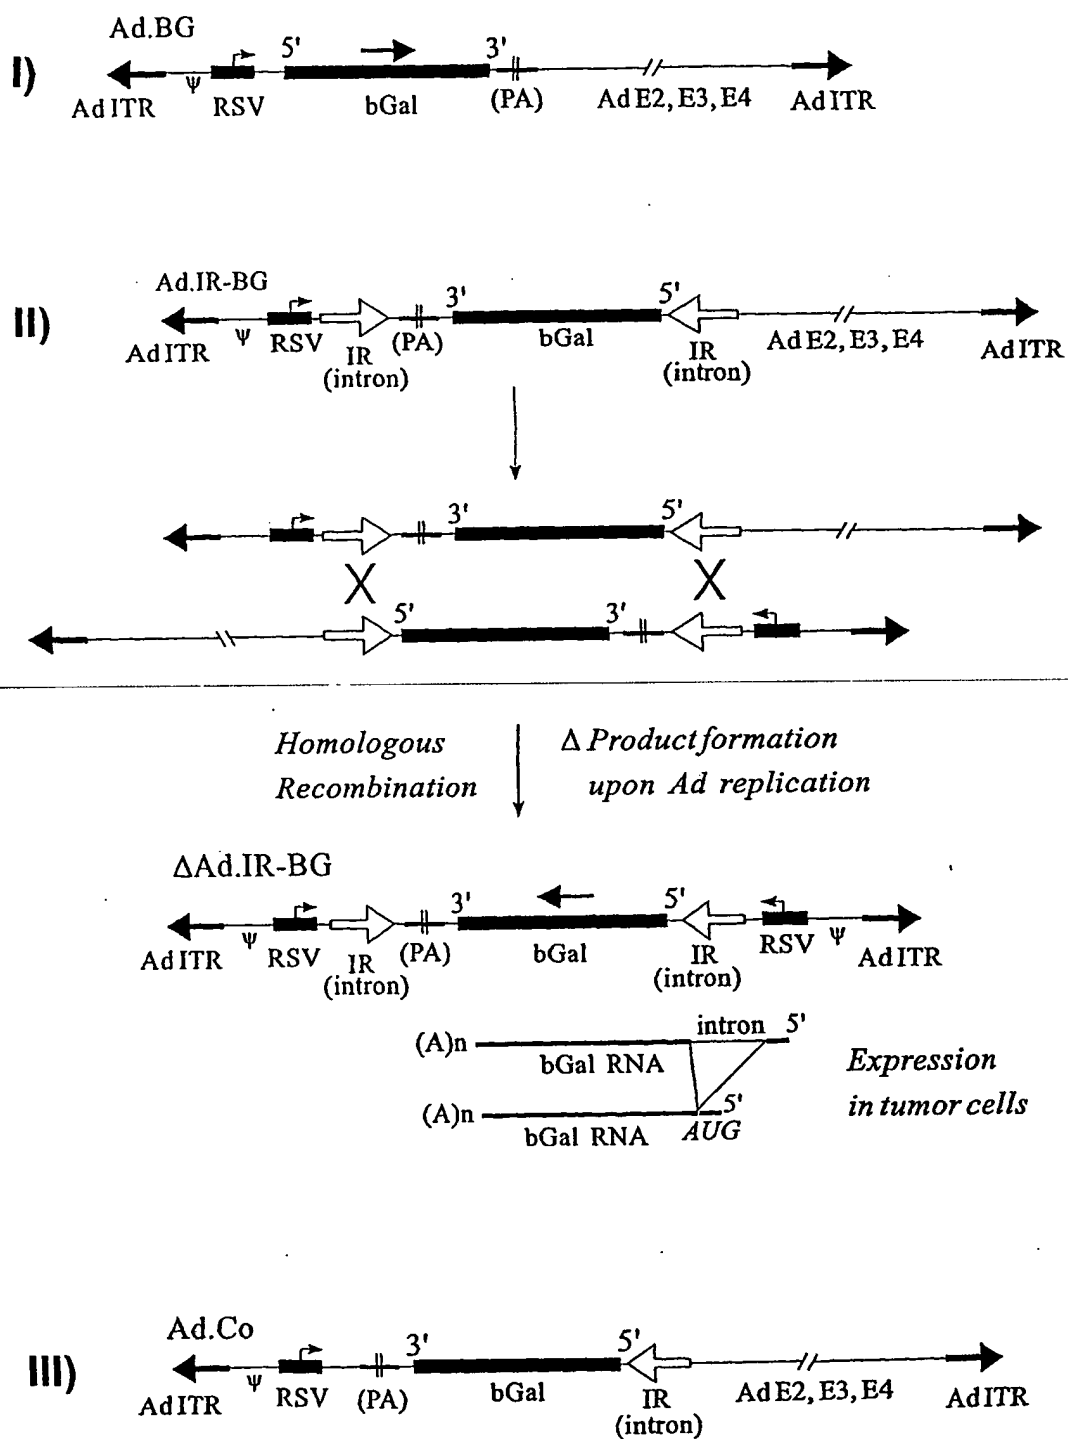 Ad.BG
I)
5' 3'
Ad ITR ψ RSV bGal (PA) Ad E2, E3, E4 Ad ITR
Ad.IR-BG
II)
3' 5'
Ad ITR ψ RSV IR (PA) bGal IR Ad E2, E3, E4 Ad ITR
(intron) (intron)
3' 5'
X X
5' 3'
Homologous Δ Product formation
Recombination upon Ad replication
ΔAd.IR-BG
3' 5'
Ad ITR ψ RSV IR (PA) bGal IR RSV ψ Ad ITR
(intron) (intron)
intron 5'
(A)n
bGal RNA
Expression
in tumor cells
(A)n 5'
bGal RNA AUG
Ad.Co
III)
3' 5'
Ad ITR ψ RSV (PA) bGal IR Ad E2, E3, E4 Ad ITR
(intron)